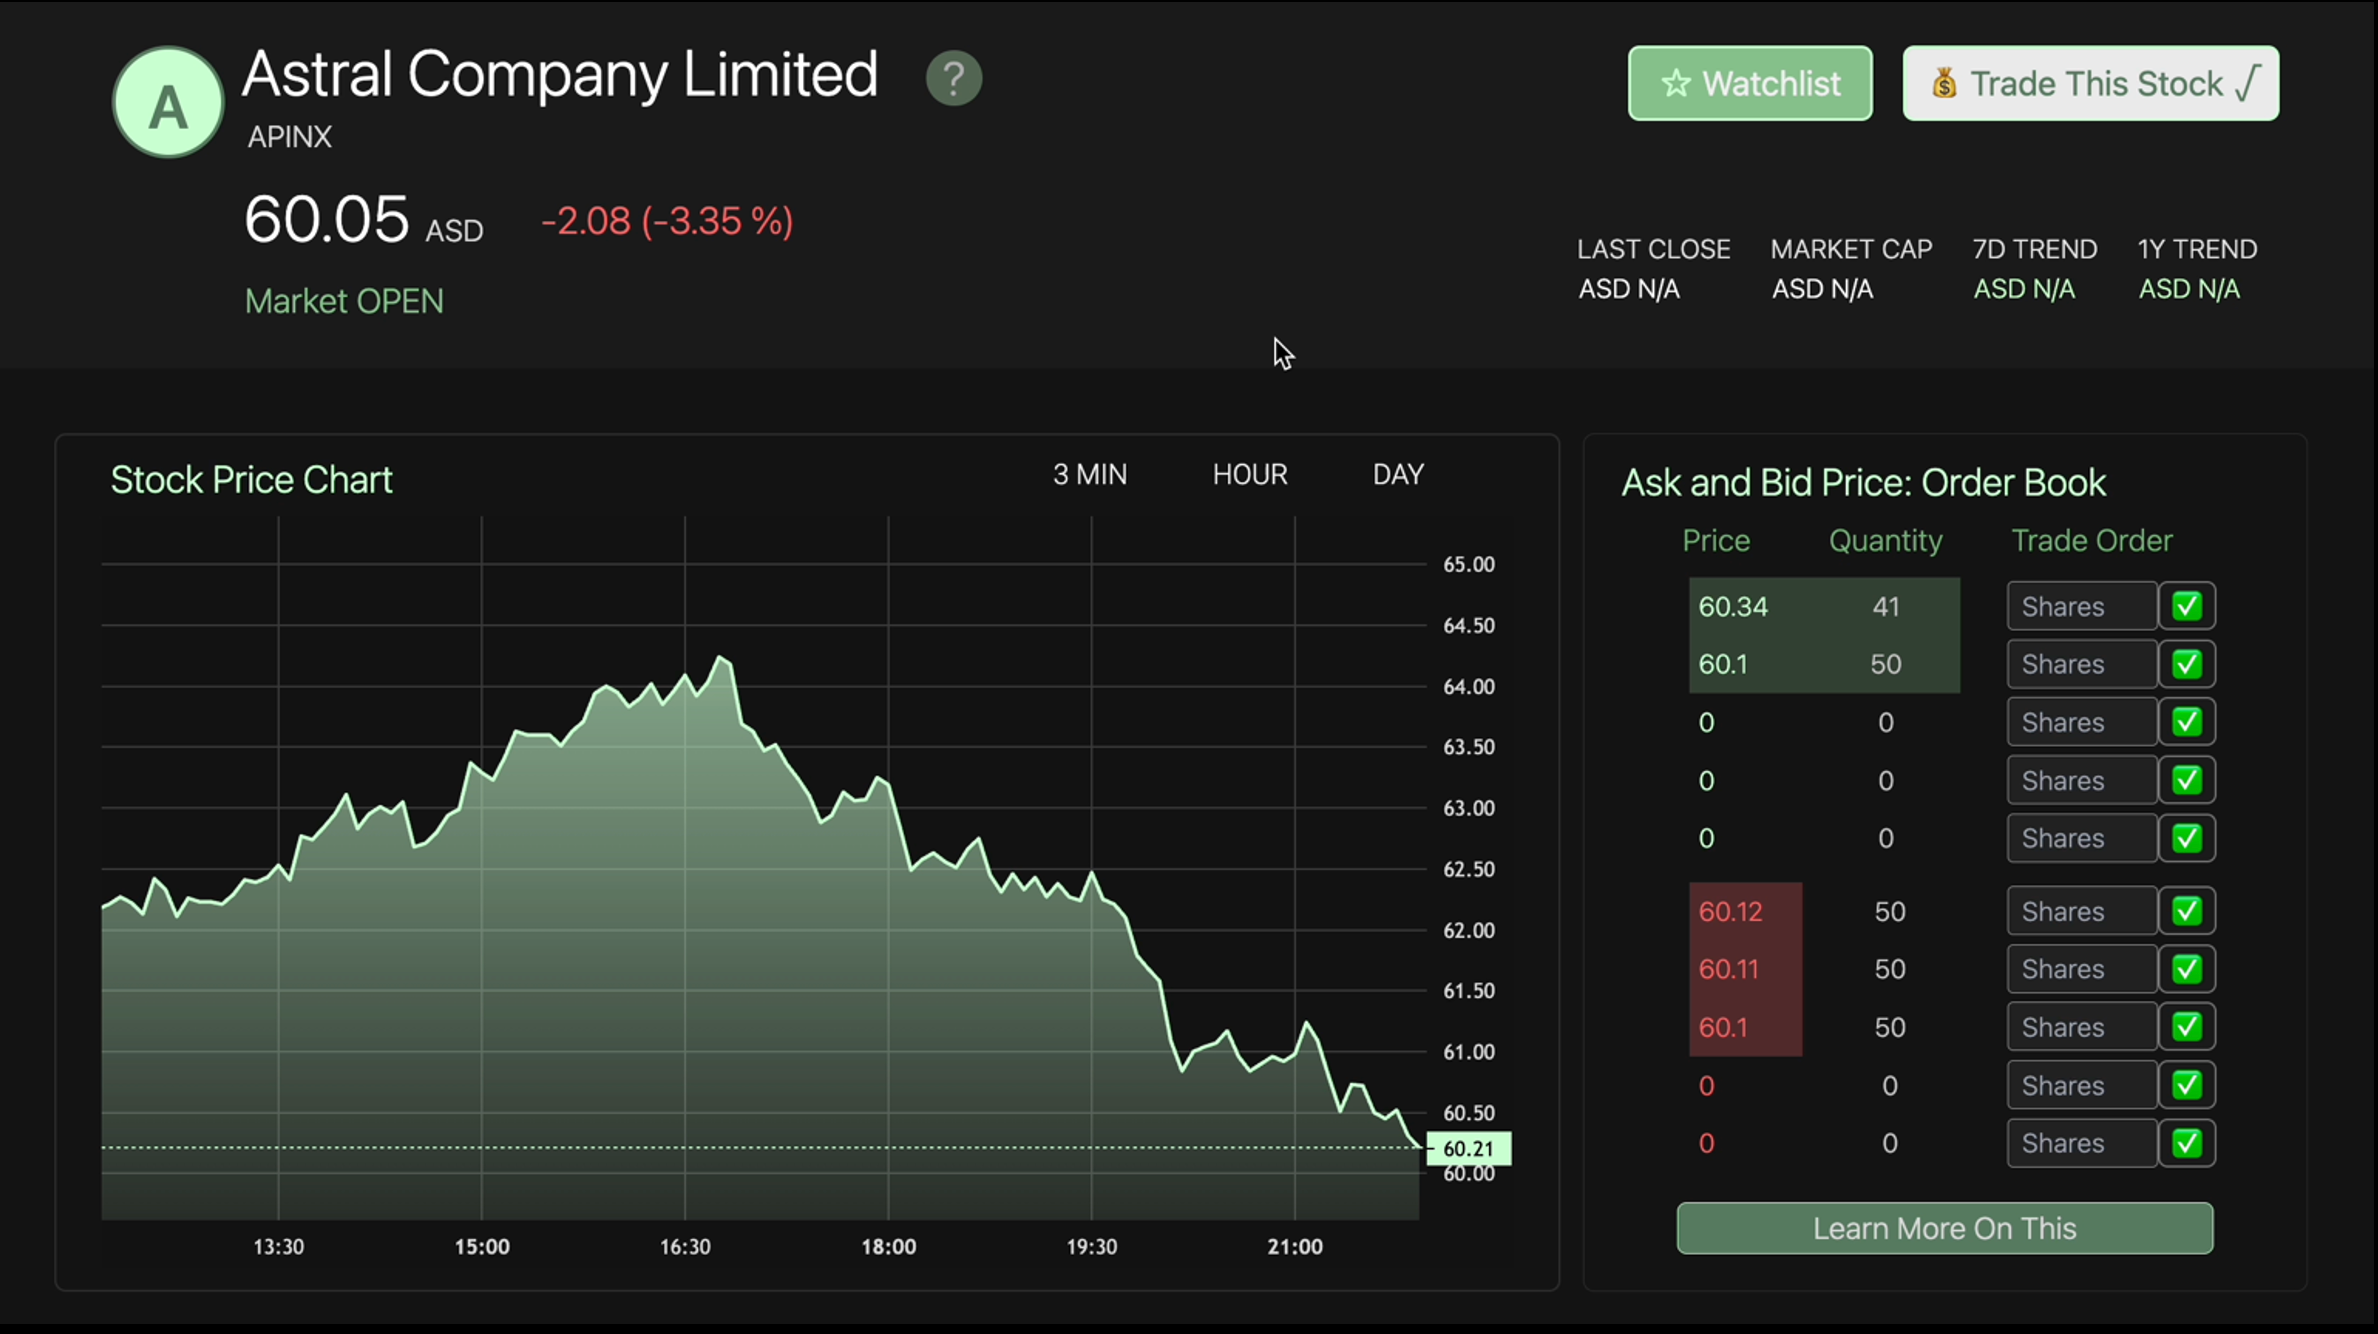 A
Astral Company Limited ?
APINX
60.05 ASD -2.08 (-3.35 %)
Market OPEN
☆ Watchlist
💰 Trade This Stock √
LAST CLOSE MARKET CAP 7D TREND 1Y TREND
ASD N/A ASD N/A ASD N/A ASD N/A
Stock Price Chart 3 MIN HOUR DAY
65.00
64.50
64.00
63.50
63.00
62.50
62.00
61.50
61.00
60.50
60.21
60.00
13:30 15:00 16:30 18:00 19:30 21:00
Ask and Bid Price: Order Book
Price Quantity Trade Order
60.34 41 Shares ✅
60.1 50 Shares ✅
0 0 Shares ✅
0 0 Shares ✅
0 0 Shares ✅
60.12 50 Shares ✅
60.11 50 Shares ✅
60.1 50 Shares ✅
0 0 Shares ✅
0 0 Shares ✅
Learn More On This